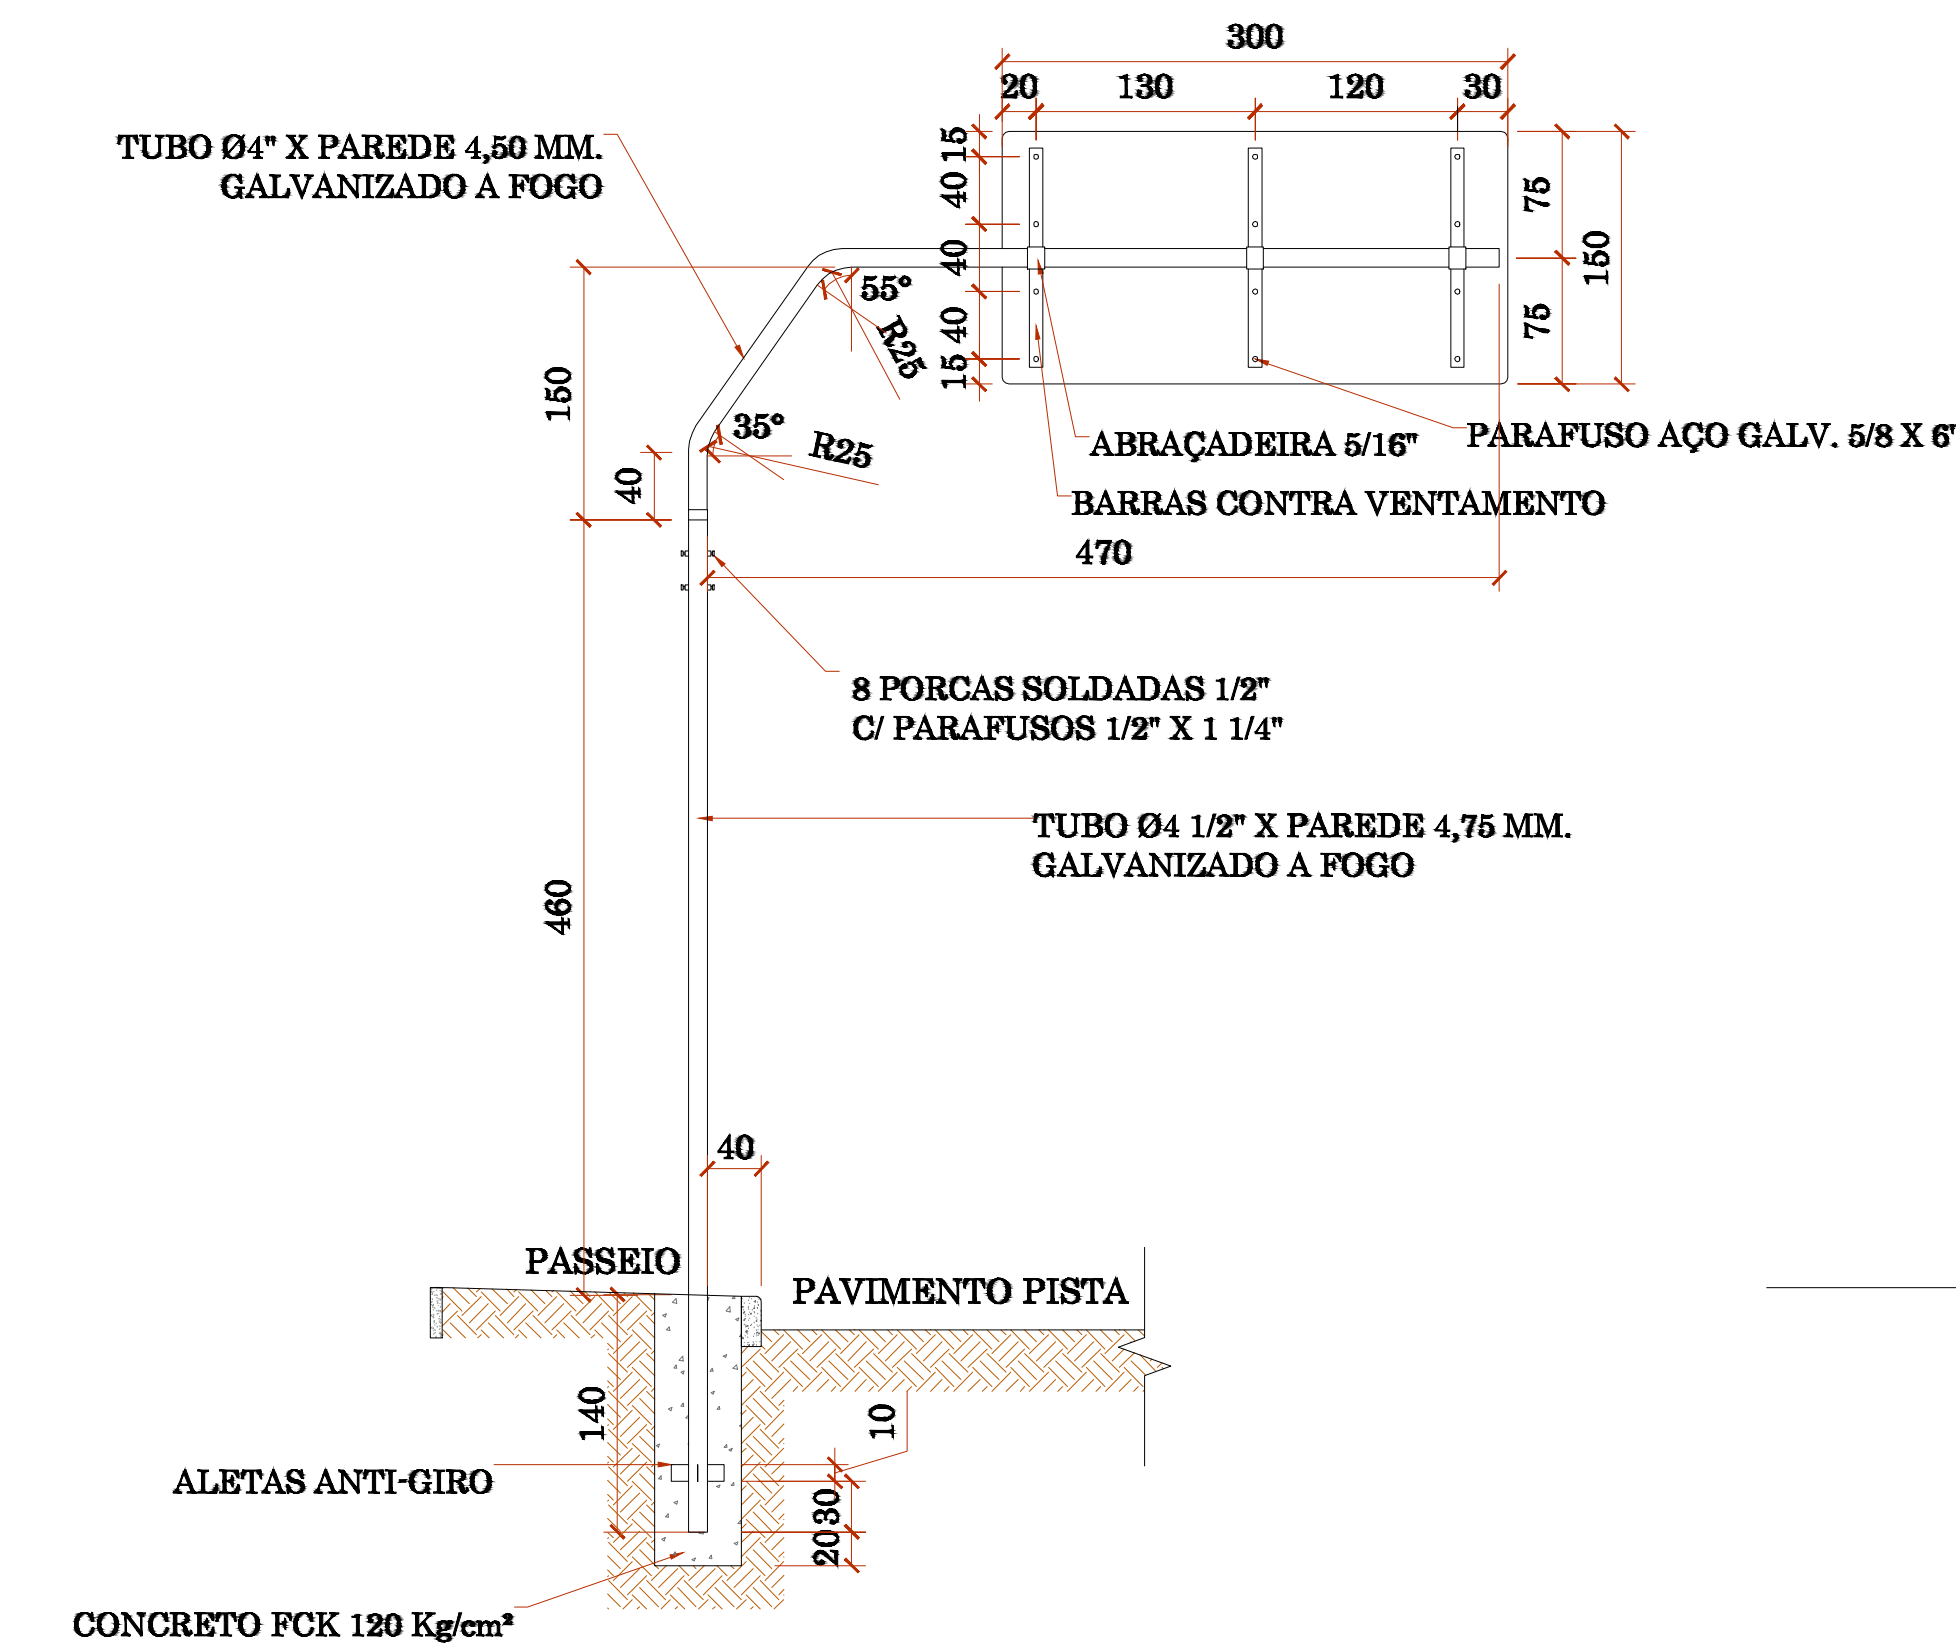 300
20 130 120 30
TUBO Ø4" X PAREDE 4,50 MM.
GALVANIZADO A FOGO
15
40
40
40
15
75
75
150
55°
R25
150
35°
R25
40
ABRAÇADEIRA 5/16"
PARAFUSO AÇO GALV. 5/8 X 6"
BARRAS CONTRA VENTAMENTO
470
8 PORCAS SOLDADAS 1/2"
C/ PARAFUSOS 1/2" X 1 1/4"
TUBO Ø4 1/2" X PAREDE 4,75 MM.
GALVANIZADO A FOGO
460
40
PASSEIO
PAVIMENTO PISTA
140
10
ALETAS ANTI-GIRO
30
20
CONCRETO FCK 120 Kg/cm²